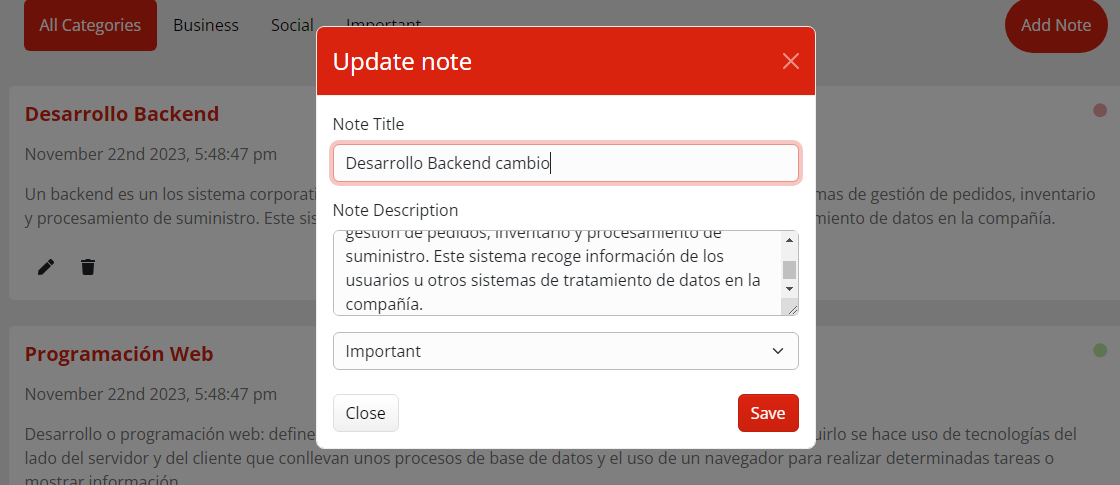 All Categories
Business
Social
Important
Add Note
Update note
Note Title
Desarrollo Backend cambio
Note Description
gestión de pedidos, inventario y procesamiento de
suministro. Este sistema recoge información de los
usuarios u otros sistemas de tratamiento de datos en la
compañía.
Important
Close
Save
Desarrollo Backend
November 22nd 2023, 5:48:47 pm
Un backend es un los sistema corporati mas de gestión de pedidos, inventario
y procesamiento de suministro. Este sis miento de datos en la compañía.
Programación Web
November 22nd 2023, 5:48:47 pm
Desarrollo o programación web: define uirlo se hace uso de tecnologías del
lado del servidor y del cliente que conllevan unos procesos de base de datos y el uso de un navegador para realizar determinadas tareas o
mostrar información.